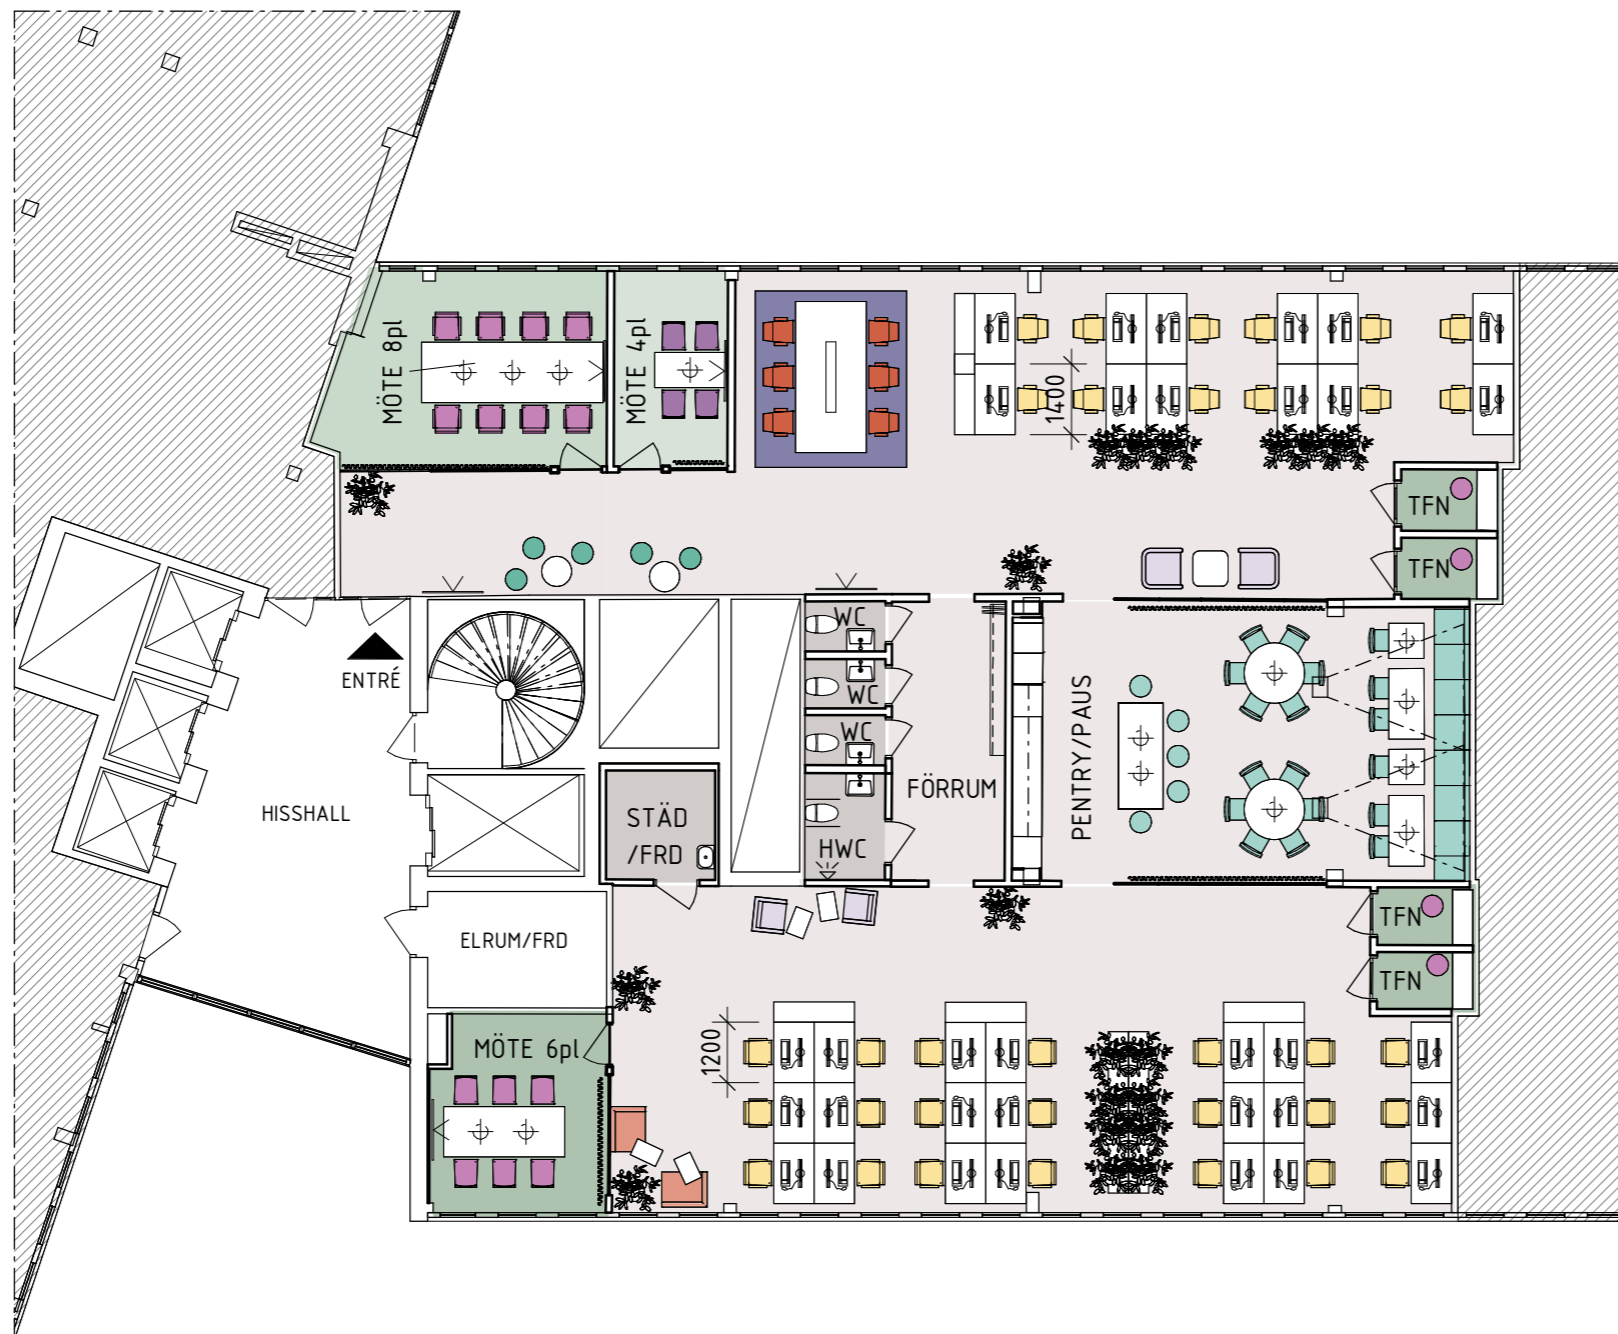 MÖTE 8pl
MÖTE 4pl
1400
TFN
TFN
ENTRÉ
WC
WC
WC
HWC
FÖRRUM
PENTRY/PAUS
HISSHALL
STÄD
/FRD
ELRUM/FRD
TFN
TFN
MÖTE 6pl
1200